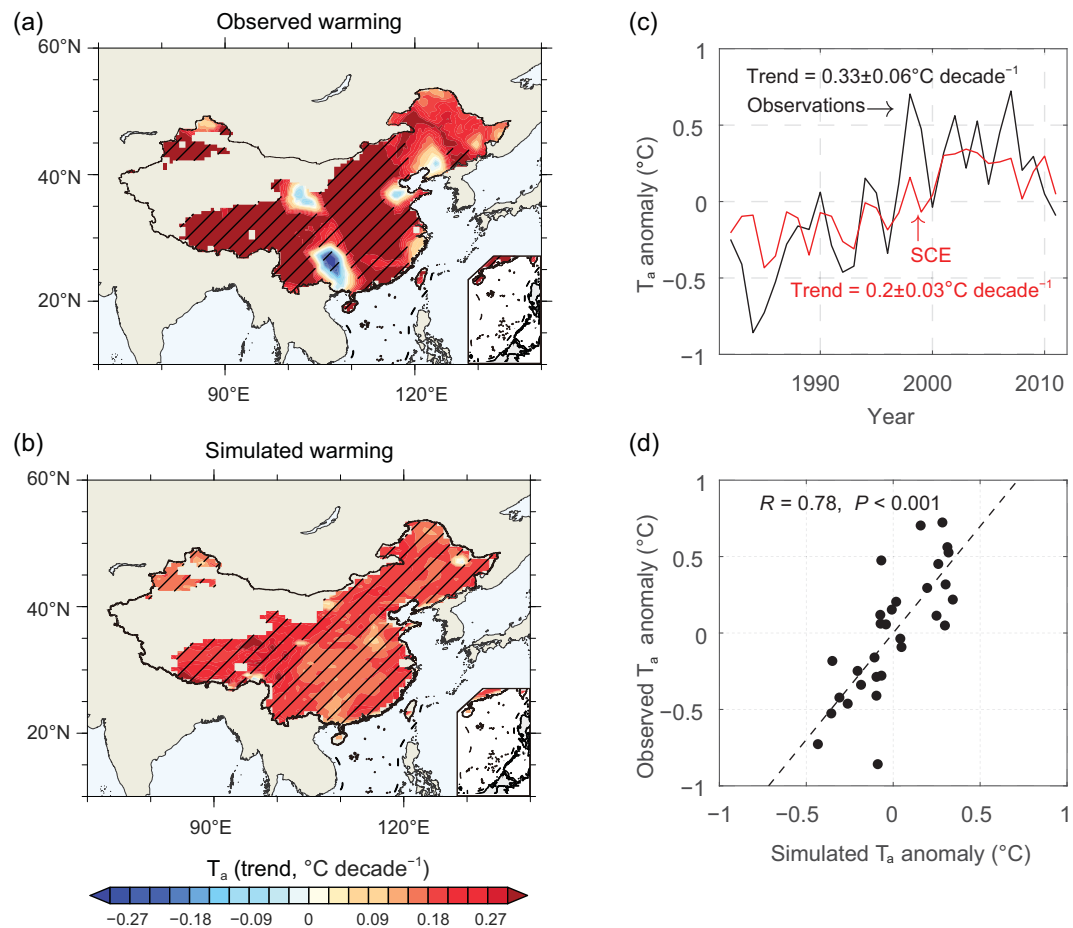 (a)
Observed warming
60°N
40°N
20°N
90°E
120°E
(b)
Simulated warming
60°N
40°N
20°N
90°E
120°E
Tₐ (trend, °C decade⁻¹)
−0.27 −0.18 −0.09 0 0.09 0.18 0.27
(c)
Tₐ anomaly (°C)
1
0.5
0
−0.5
−1
Trend = 0.33±0.06°C decade⁻¹
Observations
SCE
Trend = 0.2±0.03°C decade⁻¹
1990 2000 2010
Year
(d)
Observed Tₐ anomaly (°C)
1
0.5
0
−0.5
−1
R = 0.78, P < 0.001
−1 −0.5 0 0.5 1
Simulated Tₐ anomaly (°C)